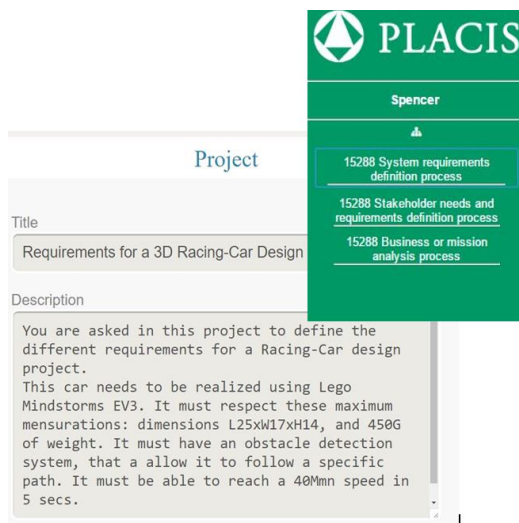 PLACIS
Spencer
15288 System requirements
definition process
15288 Stakeholder needs and
requirements definition process
15288 Business or mission
analysis process
Project
Title
Requirements for a 3D Racing-Car Design
Description
You are asked in this project to define the
different requirements for a Racing-Car design
project.
This car needs to be realized using Lego
Mindstorms EV3. It must respect these maximum
mensurations: dimensions L25xW17xH14, and 450G
of weight. It must have an obstacle detection
system, that a allow it to follow a specific
path. It must be able to reach a 40Mmn speed in
5 secs.